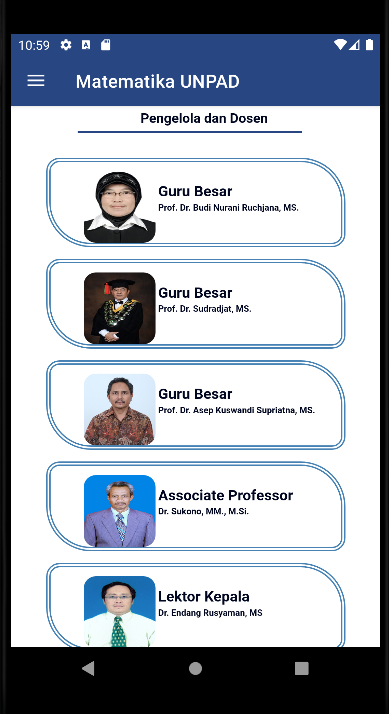 10:59
Matematika UNPAD
Pengelola dan Dosen
Guru Besar
Prof. Dr. Budi Nurani Ruchjana, MS.
Guru Besar
Prof. Dr. Sudradjat, MS.
Guru Besar
Prof. Dr. Asep Kuswandi Supriatna, MS.
Associate Professor
Dr. Sukono, MM., M.Si.
Lektor Kepala
Dr. Endang Rusyaman, MS